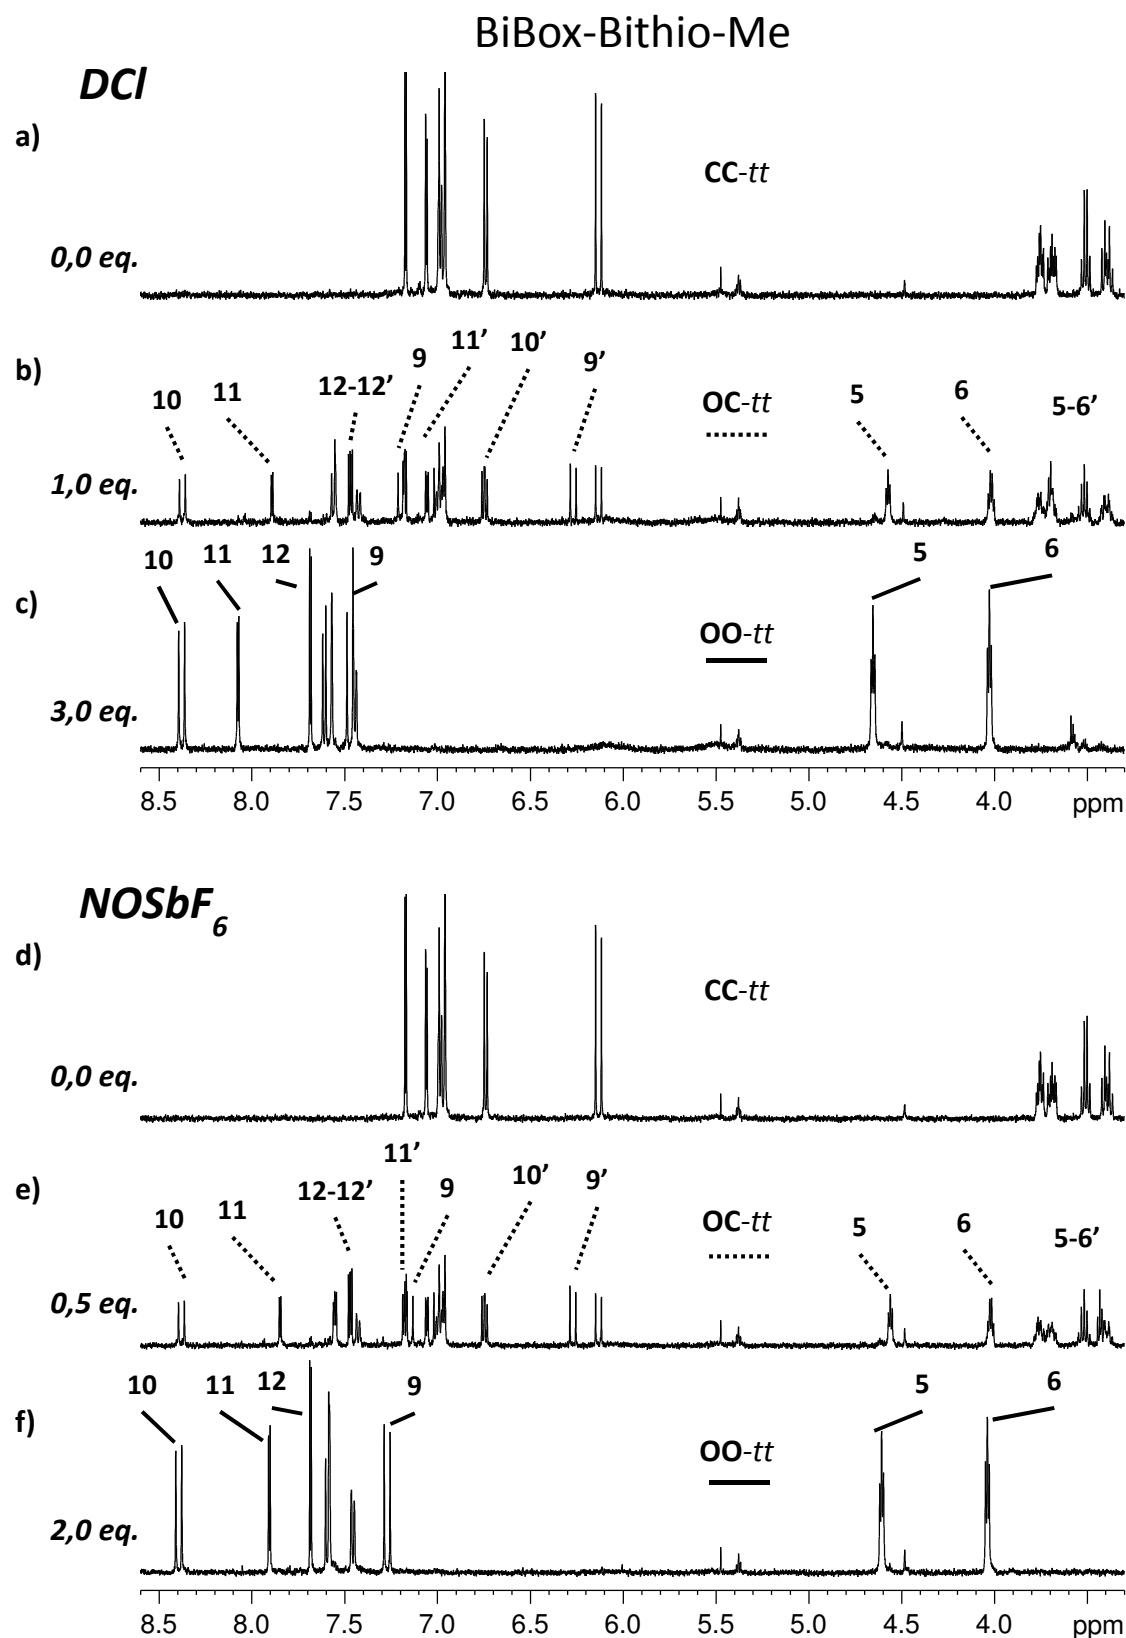 BiBox-Bithio-Me
DCl
a)
CC-tt
0,0 eq.
b)
10 11 12-12’ 9 11’ 10’ 9’ OC-tt 5 6 5-6’
1,0 eq.
c)
10 11 12 9 OO-tt 5 6
3,0 eq.
8.5 8.0 7.5 7.0 6.5 6.0 5.5 5.0 4.5 4.0 ppm
NOSbF6
d)
CC-tt
0,0 eq.
e)
10 11 12-12’ 11’ 9 10’ 9’ OC-tt 5 6 5-6’
0,5 eq.
f)
10 11 12 9 OO-tt 5 6
2,0 eq.
8.5 8.0 7.5 7.0 6.5 6.0 5.5 5.0 4.5 4.0 ppm